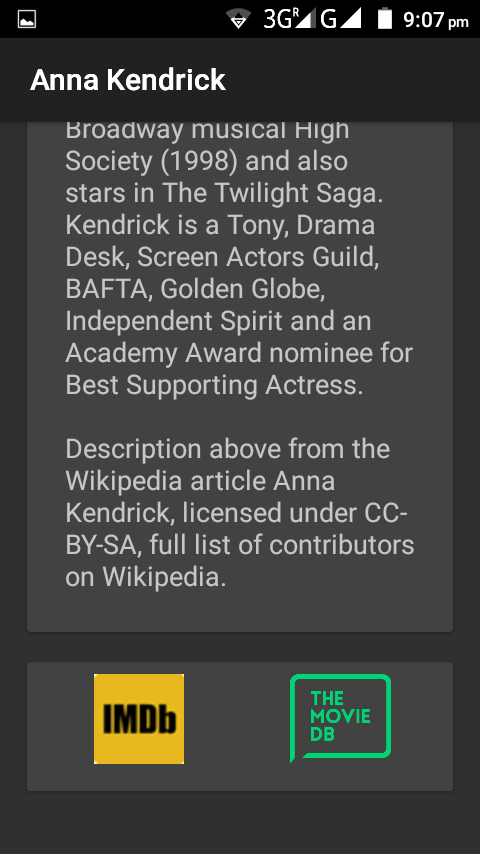 3G R G 9:07 pm
Anna Kendrick
Broadway musical High
Society (1998) and also
stars in The Twilight Saga.
Kendrick is a Tony, Drama
Desk, Screen Actors Guild,
BAFTA, Golden Globe,
Independent Spirit and an
Academy Award nominee for
Best Supporting Actress.
Description above from the
Wikipedia article Anna
Kendrick, licensed under CC-
BY-SA, full list of contributors
on Wikipedia.
IMDb
THE
MOVIE
DB